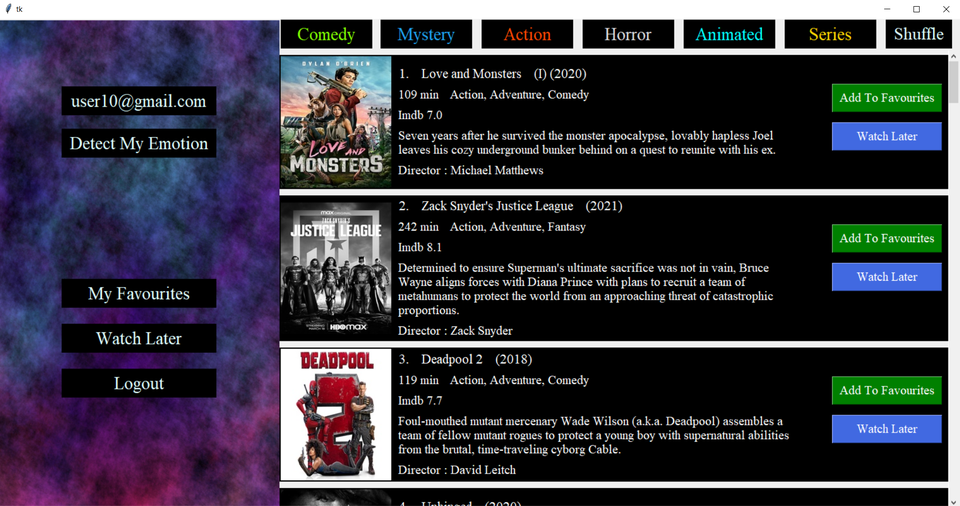 tk
Comedy
Mystery
Action
Horror
Animated
Series
Shuffle
user10@gmail.com
Detect My Emotion
My Favourites
Watch Later
Logout
DYLAN O'BRIEN
LOVE AND
MONSTERS
1. Love and Monsters (I) (2020)
109 min Action, Adventure, Comedy
Imdb 7.0
Seven years after he survived the monster apocalypse, lovably hapless Joel
leaves his cozy underground bunker behind on a quest to reunite with his ex.
Director : Michael Matthews
Add To Favourites
Watch Later
max
ZACK SNYDER'S
JUSTICE LEAGUE
HBOmax
2. Zack Snyder's Justice League (2021)
242 min Action, Adventure, Fantasy
Imdb 8.1
Determined to ensure Superman's ultimate sacrifice was not in vain, Bruce
Wayne aligns forces with Diana Prince with plans to recruit a team of
metahumans to protect the world from an approaching threat of catastrophic
proportions.
Director : Zack Snyder
Add To Favourites
Watch Later
DEADPOOL
2
3. Deadpool 2 (2018)
119 min Action, Adventure, Comedy
Imdb 7.7
Foul-mouthed mutant mercenary Wade Wilson (a.k.a. Deadpool) assembles a
team of fellow mutant rogues to protect a young boy with supernatural abilities
from the brutal, time-traveling cyborg Cable.
Director : David Leitch
Add To Favourites
Watch Later
4. Unhinged (2020)